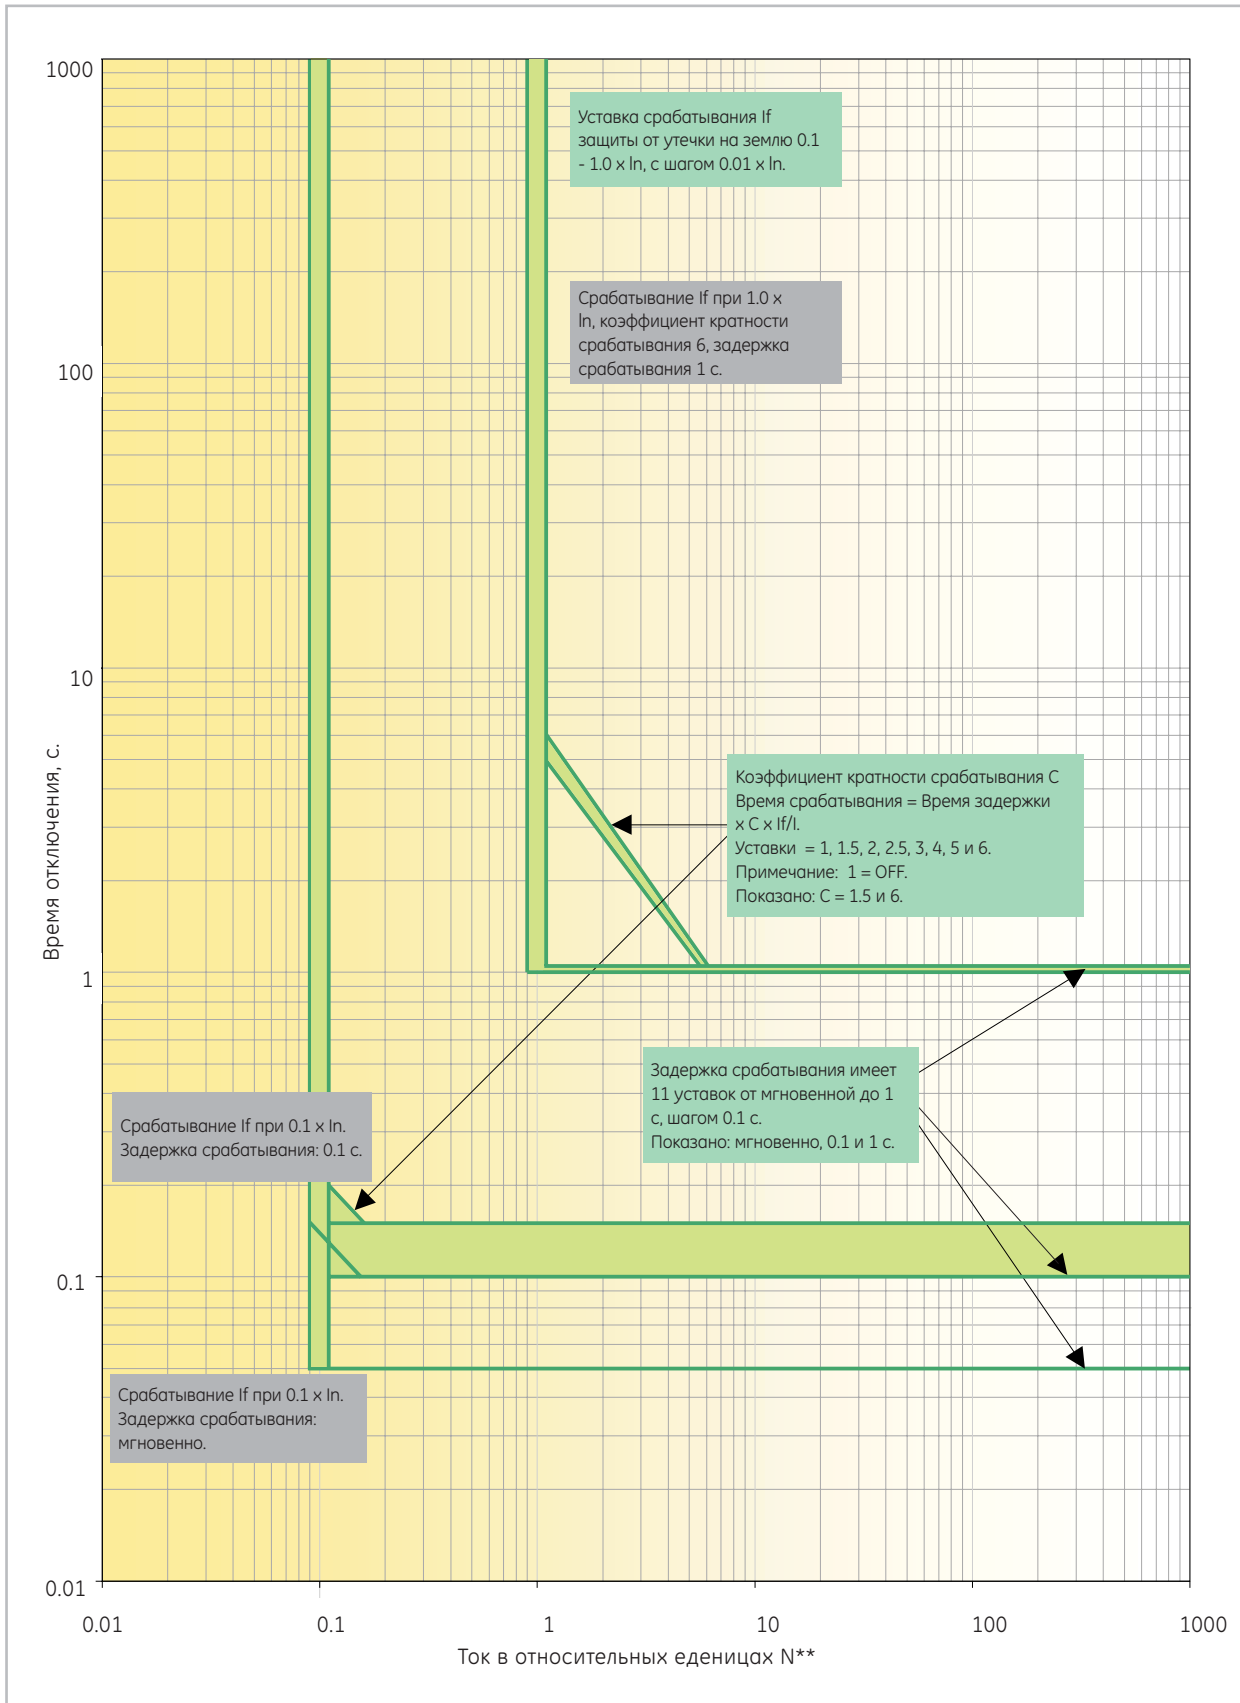 1000
100
10
1
0.1
0.01
Время отключения, с.
Уставка срабатывания If
защиты от утечки на землю 0.1
- 1.0 x In, с шагом 0.01 x In.
Срабатывание If при 1.0 x
In, коэффициент кратности
срабатывания 6, задержка
срабатывания 1 с.
Коэффициент кратности срабатывания C
Время срабатывания = Время задержки
x C x If/I.
Уставки = 1, 1.5, 2, 2.5, 3, 4, 5 и 6.
Примечание: 1 = OFF.
Показано: C = 1.5 и 6.
Задержка срабатывания имеет
11 уставок от мгновенной до 1
с, шагом 0.1 с.
Показано: мгновенно, 0.1 и 1 с.
Срабатывание If при 0.1 x In.
Задержка срабатывания: 0.1 с.
Срабатывание If при 0.1 x In.
Задержка срабатывания:
мгновенно.
0.01 0.1 1 10 100 1000
Ток в относительных еденицах N**